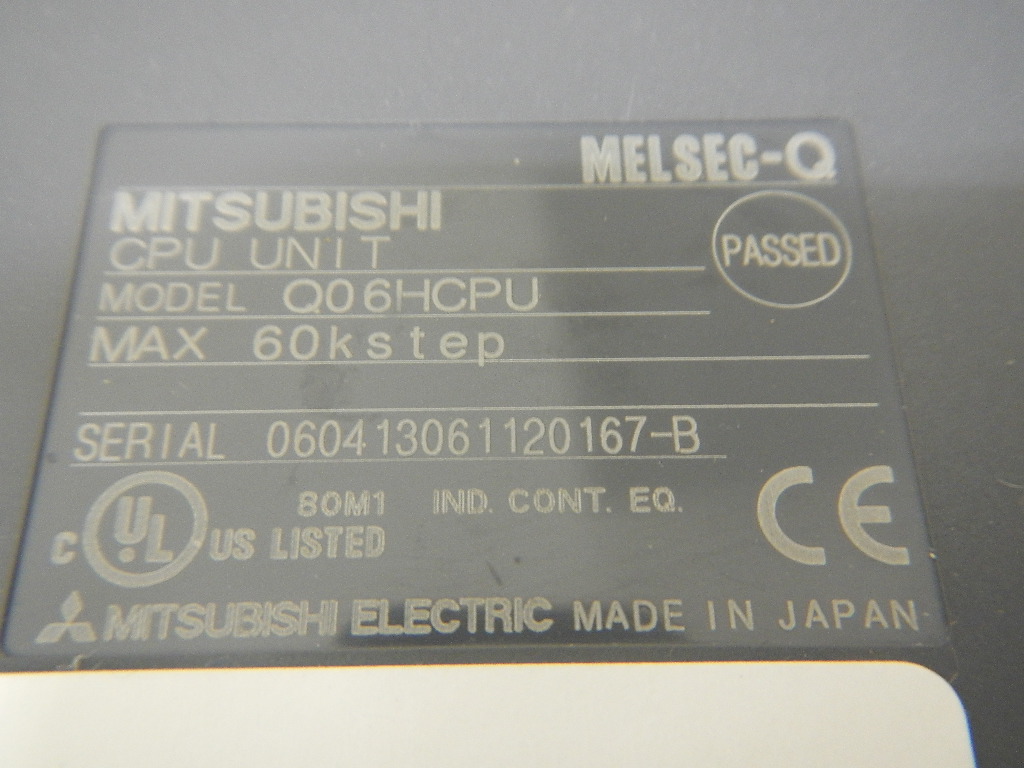 MELSEC-Q
MITSUBISHI
CPU UNIT
PASSED
MODEL Q06HCPU
MAX 60kstep
SERIAL 060413061120167-B
80M1 IND. CONT. EQ.
C UL US LISTED
CE
MITSUBISHI ELECTRIC MADE IN JAPAN